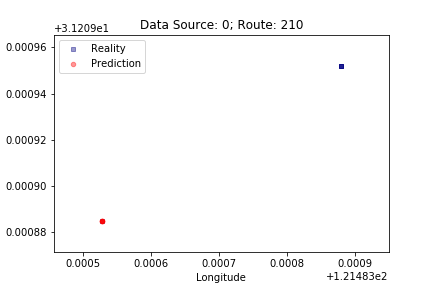 Data Source: 0; Route: 210
+3.1209e1
0.00096
0.00094
0.00092
0.00090
0.00088
Reality
Prediction
0.0005 0.0006 0.0007 0.0008 0.0009
+1.21483e2
Longitude